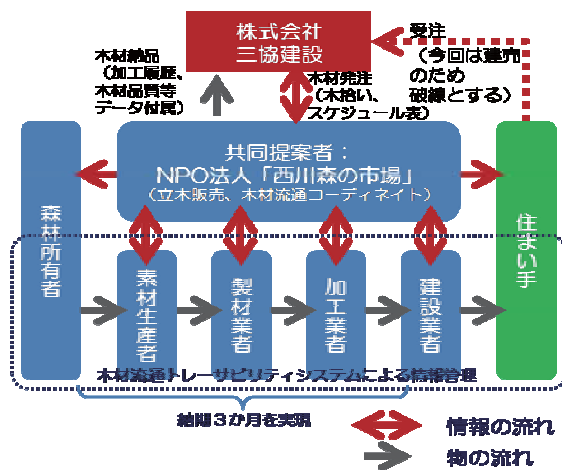 株式会社
三協建設
受注
（今回は建売
のため
破線とする）
木材納品
（加工履歴、
木材品質等
データ付属）
木材発注
（木拾い、
スケジュール表）
共同提案者：
NPO法人「西川森の市場」
（立木販売、木材流通コーディネイト）
森林所有者
素材生産者
製材業者
加工業者
建設業者
住まい手
木材流通トレーサビリティシステムによる情報管理
納期３か月を実現
情報の流れ
物の流れ